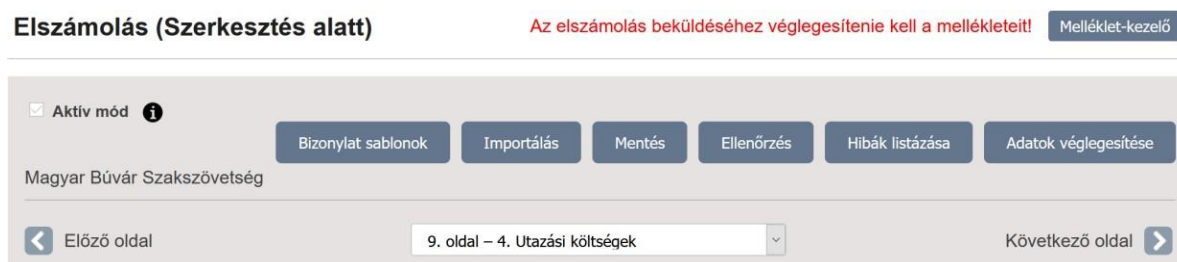 Elszámolás (Szerkesztés alatt)
Az elszámolás beküldéséhez véglegesítenie kell a mellékleteit!
Melléklet-kezelő
Aktív mód
Bizonylat sablonok
Importálás
Mentés
Ellenőrzés
Hibák listázása
Adatok véglegesítése
Magyar Búvár Szakszövetség
Előző oldal
9. oldal – 4. Utazási költségek
Következő oldal